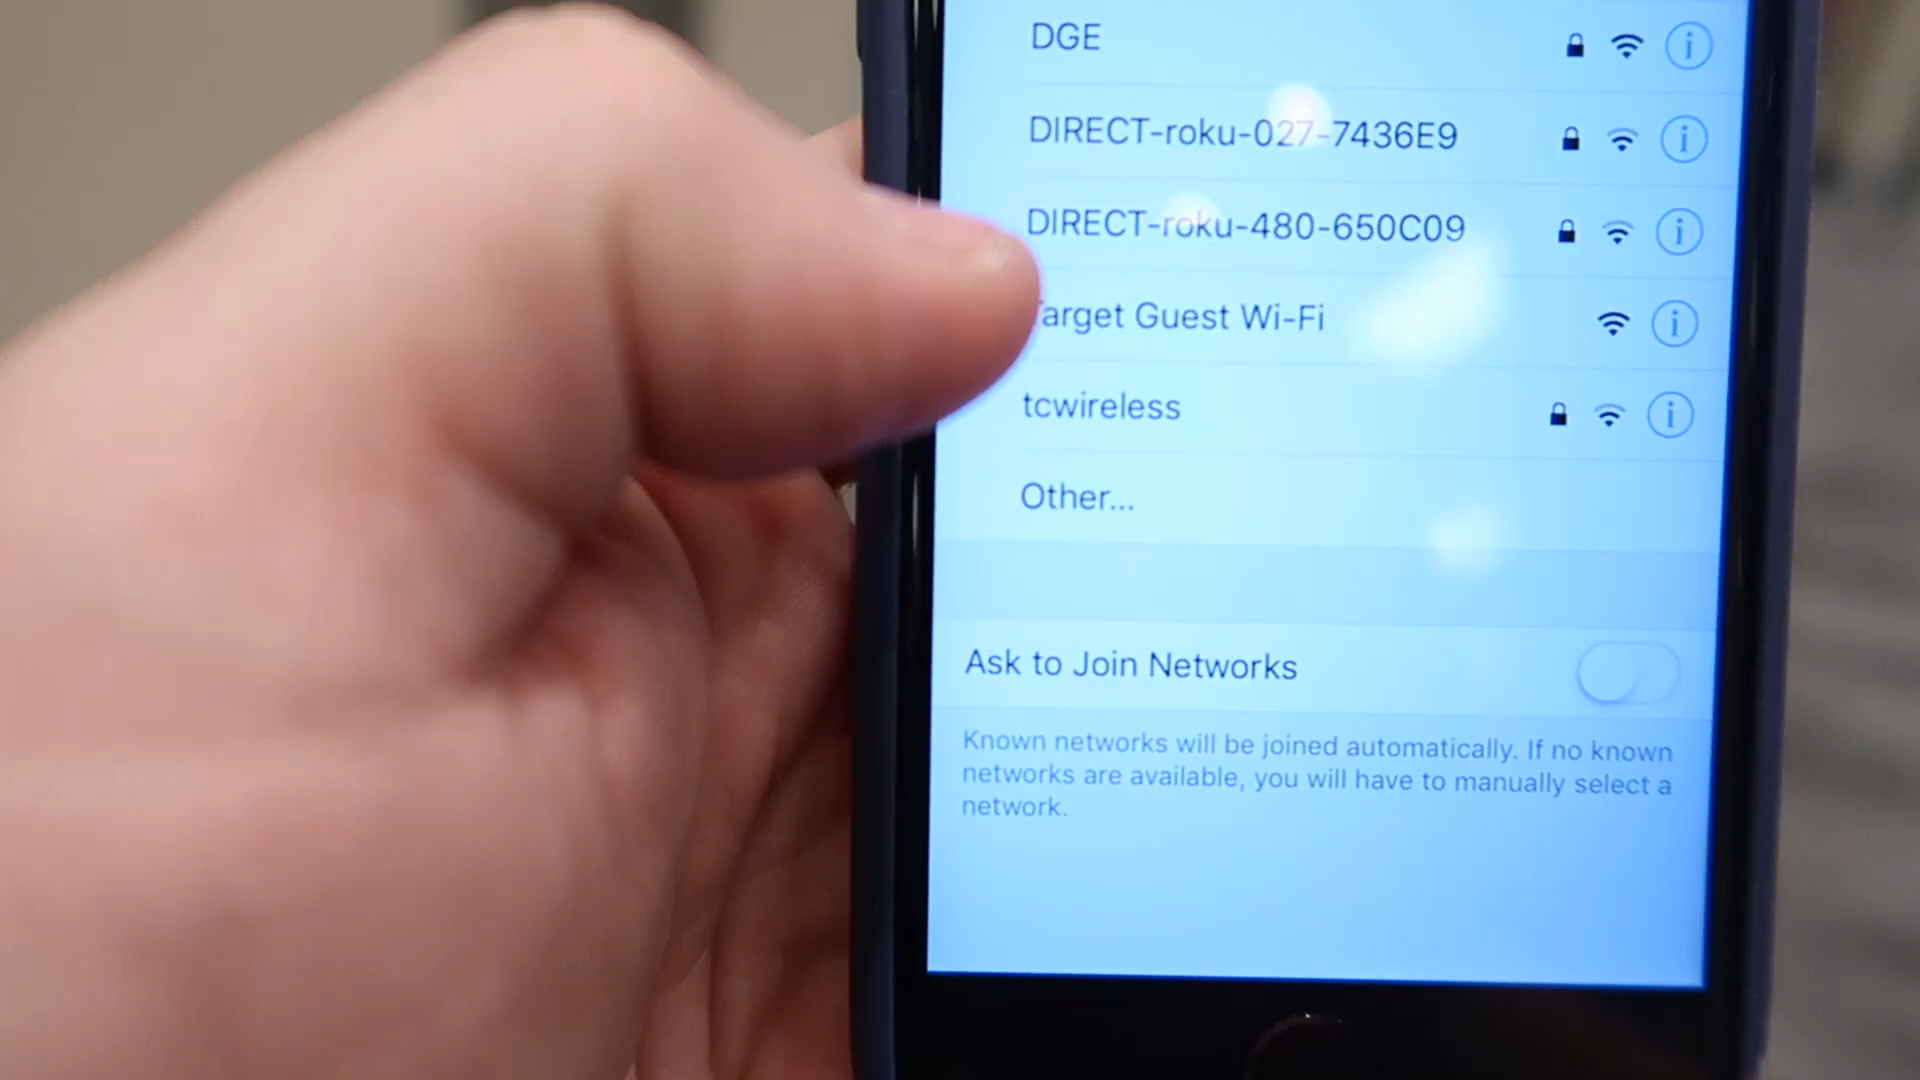 DGE
DIRECT-roku-027-7436E9
DIRECT-roku-480-650C09
Target Guest Wi-Fi
tcwireless
Other...
Ask to Join Networks
Known networks will be joined automatically. If no known
networks are available, you will have to manually select a
network.